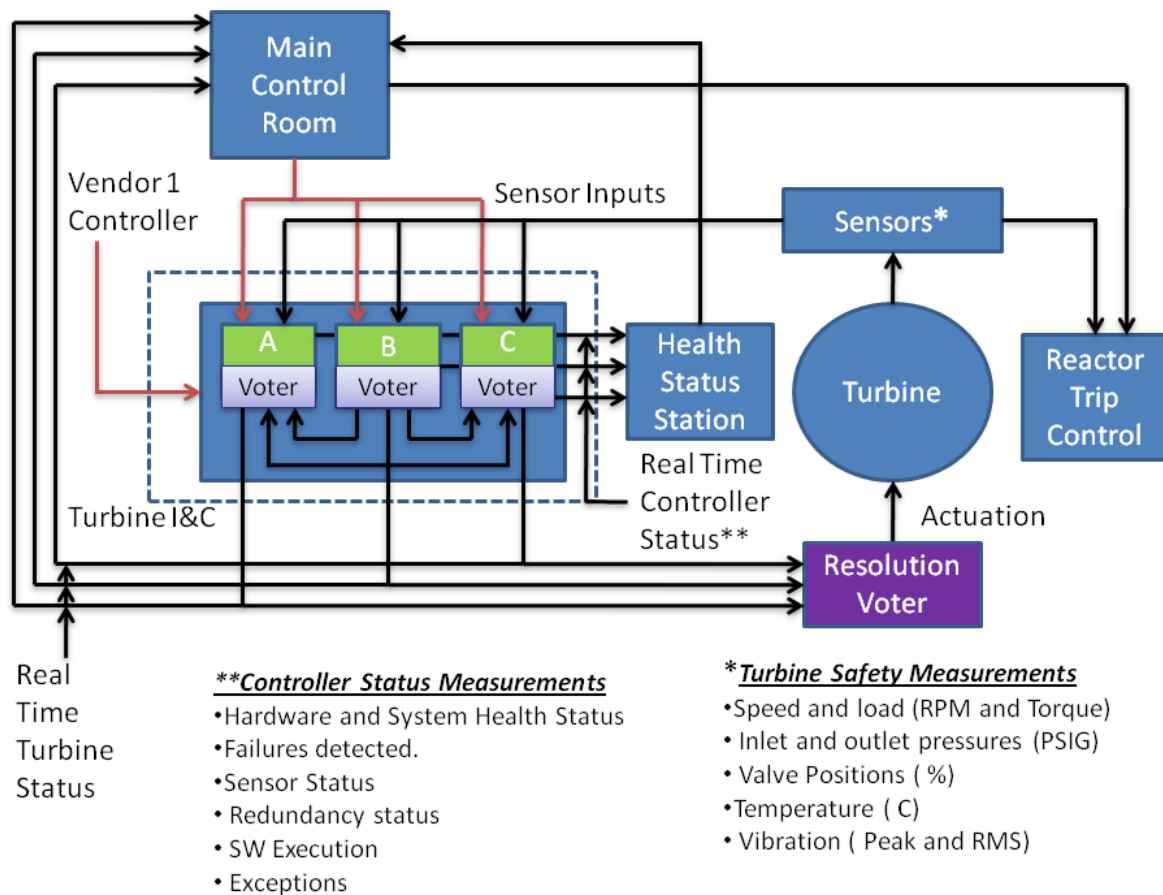 Main
Control
Room
Vendor 1
Controller
Sensor Inputs
Sensors*
A
B
C
Voter
Voter
Voter
Health
Status
Station
Turbine
Reactor
Trip
Control
Turbine I&C
Real Time
Controller
Status**
Actuation
Resolution
Voter
Real
Time
Turbine
Status
**Controller Status Measurements
•Hardware and System Health Status
•Failures detected.
•Sensor Status
• Redundancy status
• SW Execution
• Exceptions
*Turbine Safety Measurements
•Speed and load (RPM and Torque)
• Inlet and outlet pressures (PSIG)
• Valve Positions ( %)
•Temperature ( C)
• Vibration ( Peak and RMS)